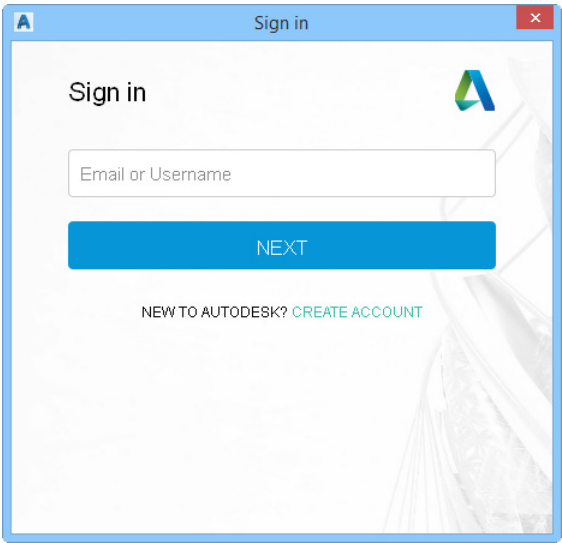 Sign in
Sign in
Email or Username
NEXT
NEW TO AUTODESK? CREATE ACCOUNT